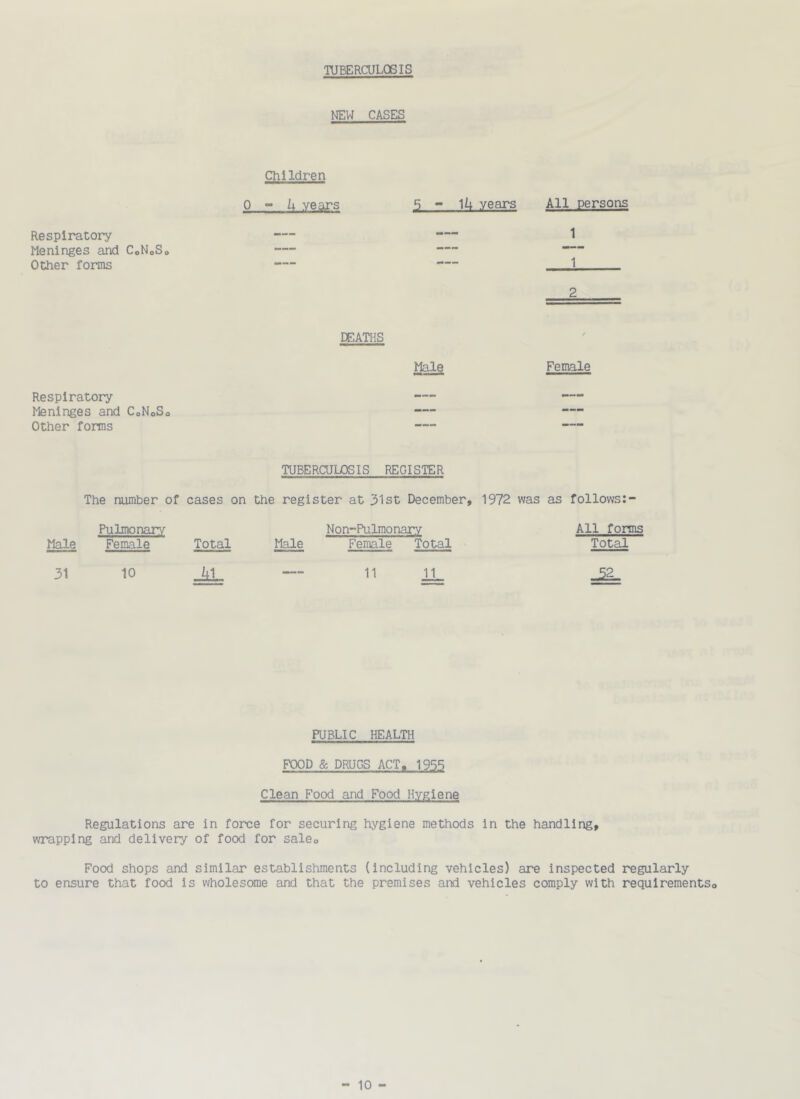 TUBERCULOSIS
NEW CASES
Children
0 - 4 years 5 - 14 years All persons
Respiratory --- --- 1
Meninges and C.N.S. --- --- ---
Other forms --- --- 1
2
DEATHS
Male Female
Respiratory --- ---
Meninges and C.N.S. --- ---
Other forms --- ---
TUBERCULOSIS REGISTER
The number of cases on the register at 31st December, 1972 was as follows:-
Pulmonary Non-Pulmonary All forms
Male Female Total Male Female Total Total
31 10 41 --- 11 11 52
PUBLIC HEALTH
FOOD & DRUGS ACT, 1955
Clean Food and Food Hygiene
Regulations are in force for securing hygiene methods in the handling,
wrapping and delivery of food for sale.
Food shops and similar establishments (including vehicles) are inspected regularly
to ensure that food is wholesome and that the premises and vehicles comply with requirements.
- 10 -